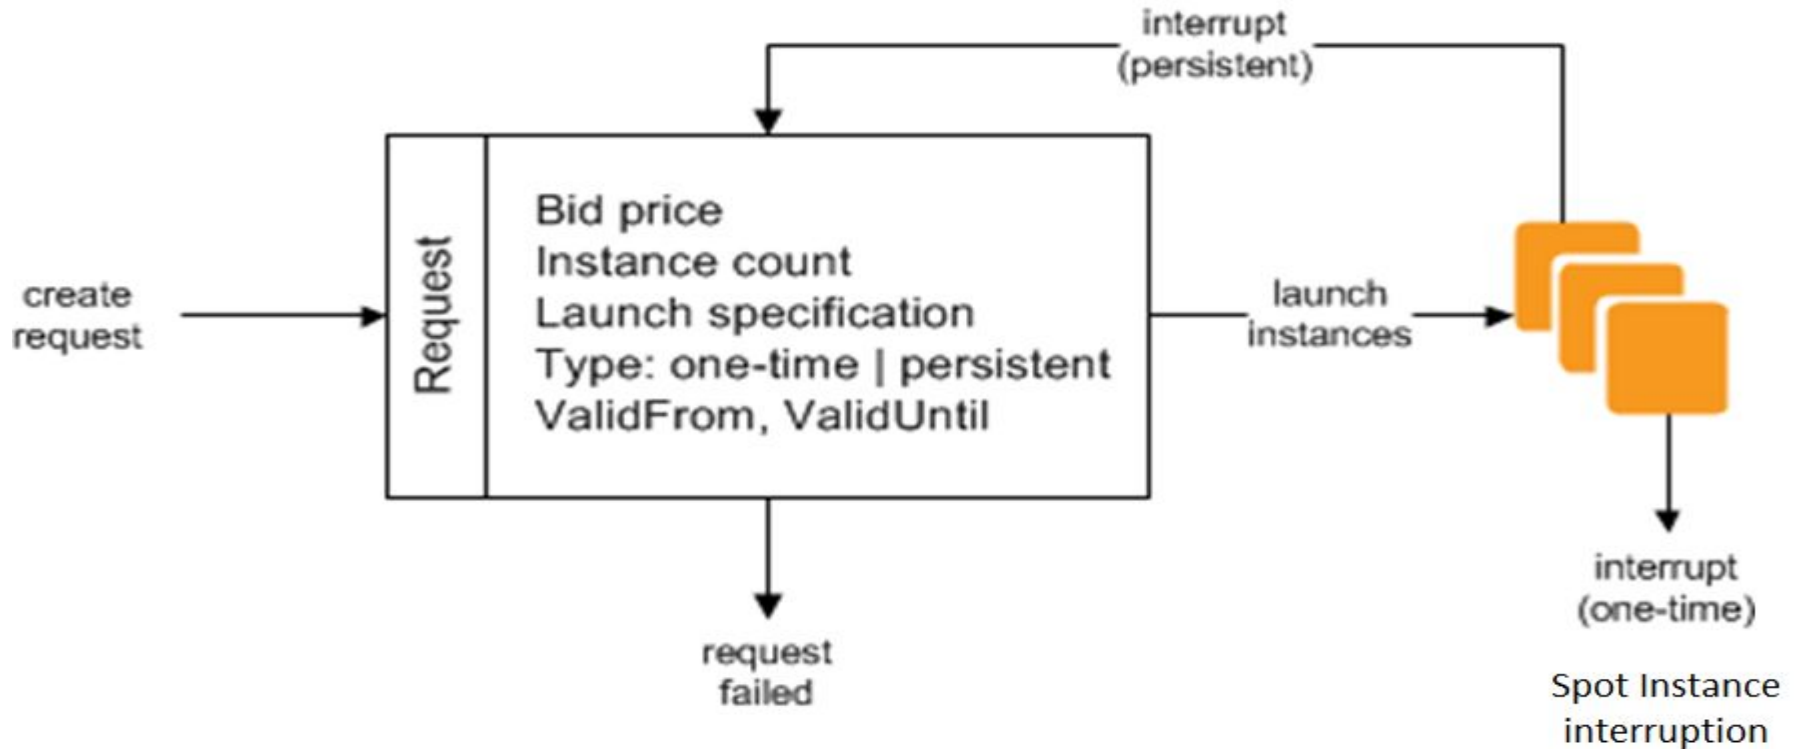 interrupt
(persistent)
Request
Bid price
Instance count
Launch specification
Type: one-time | persistent
ValidFrom, ValidUntil
create
request
launch
instances
request
failed
interrupt
(one-time)
Spot Instance
interruption